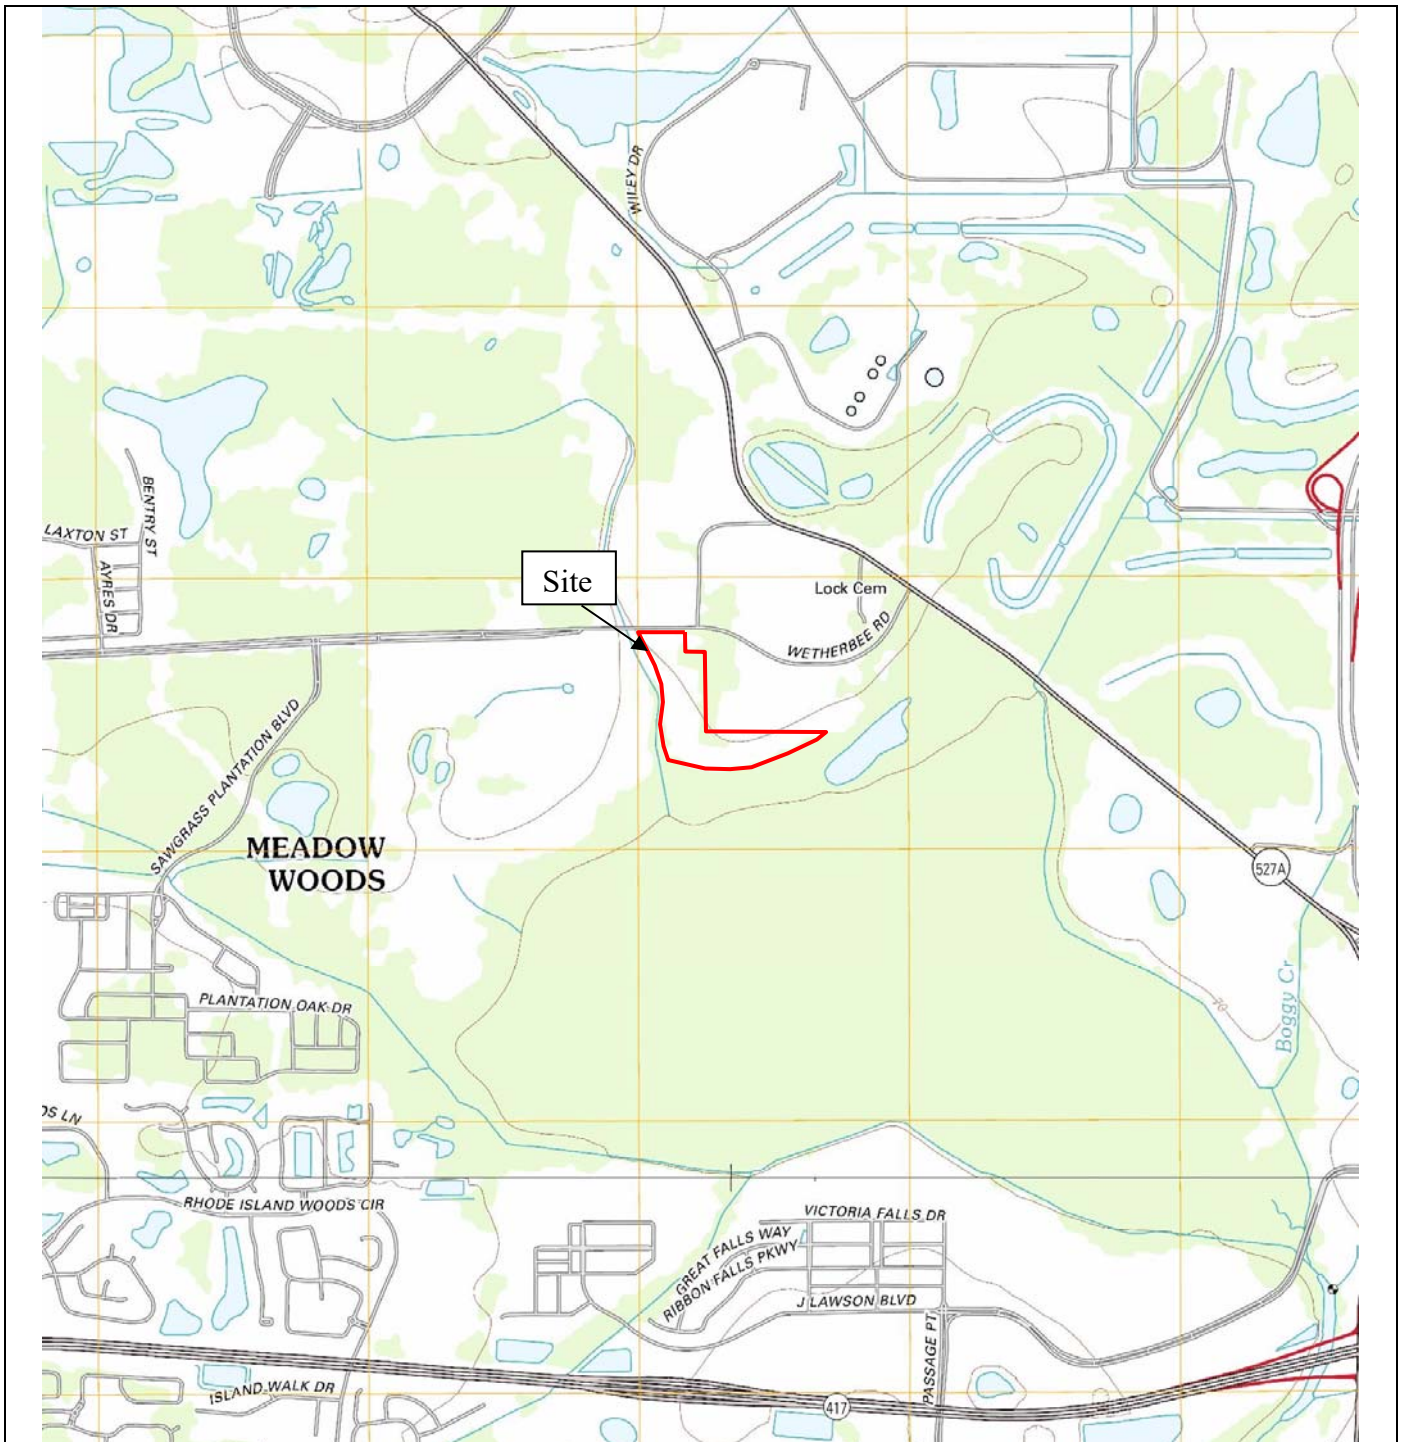 WILEY DR
BENTRY ST
LAXTON ST
AYRES DR
Site
Lock Cem
WETHERBEE RD
SAWGRASS PLANTATION BLVD
MEADOW
WOODS
527A
Boggy Cr
70
PLANTATION OAK DR
DS LN
RHODE ISLAND WOODS CIR
VICTORIA FALLS DR
GREAT FALLS WAY
RIBBON FALLS PKWY
J LAWSON BLVD
PASSAGE PT
ISLAND WALK DR
417